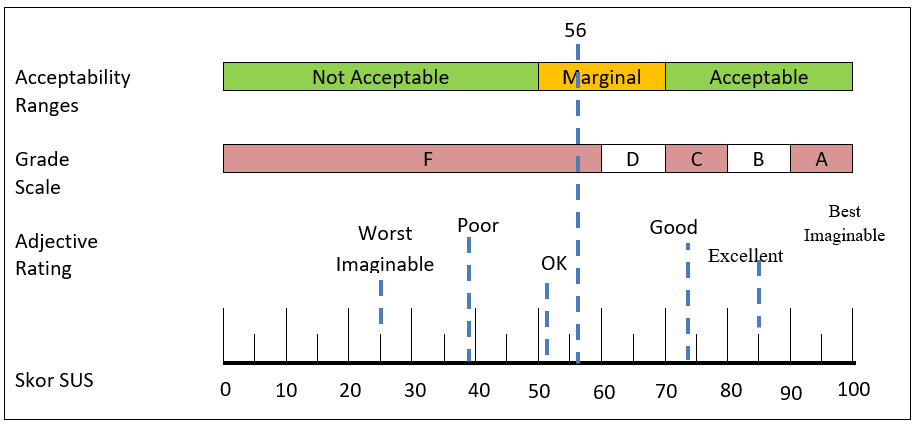 56
Acceptability
Ranges
Not Acceptable
Marginal
Acceptable
Grade
Scale
F
D
C
B
A
Adjective
Rating
Worst
Imaginable
Poor
OK
Good
Excellent
Best
Imaginable
Skor SUS
0 10 20 30 40 50 60 70 80 90 100